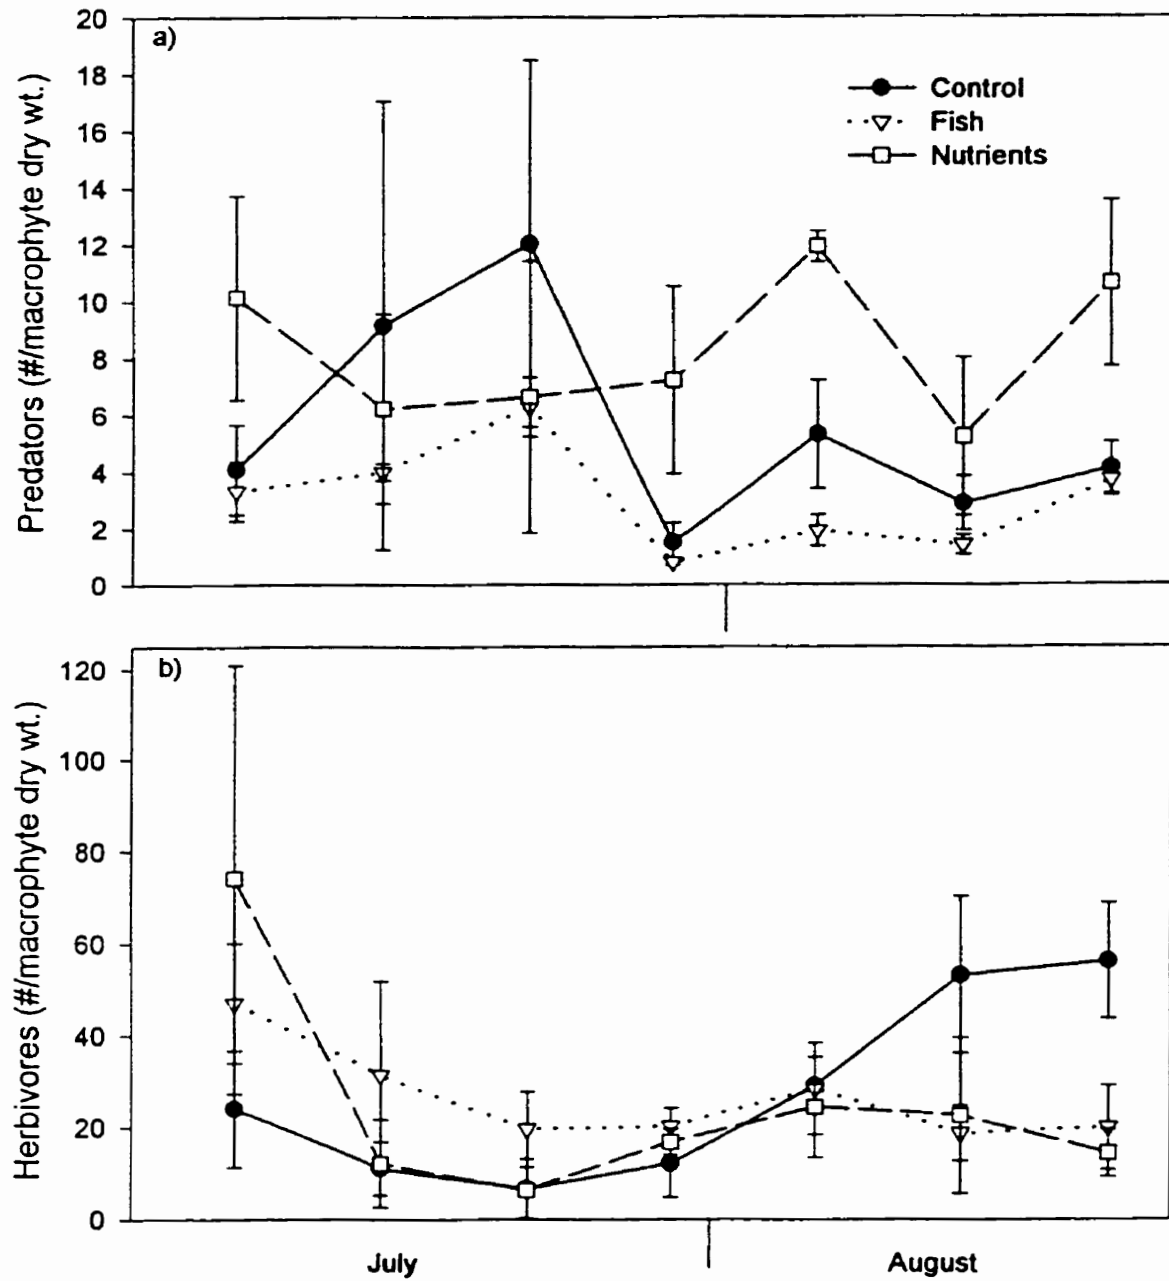 a)
Control
Fish
Nutrients
Predators (#/macrophyte dry wt.)
20
18
16
14
12
10
8
6
4
2
0
b)
Herbivores (#/macrophyte dry wt.)
120
100
80
60
40
20
0
July
August